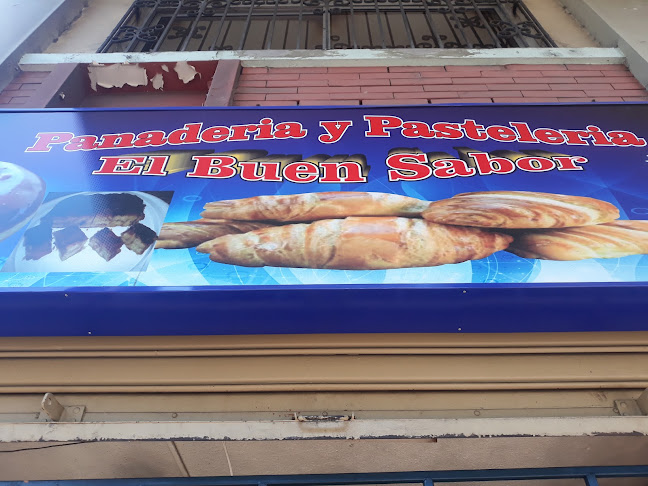 Panaderia y Pasteleria
El Buen Sabor